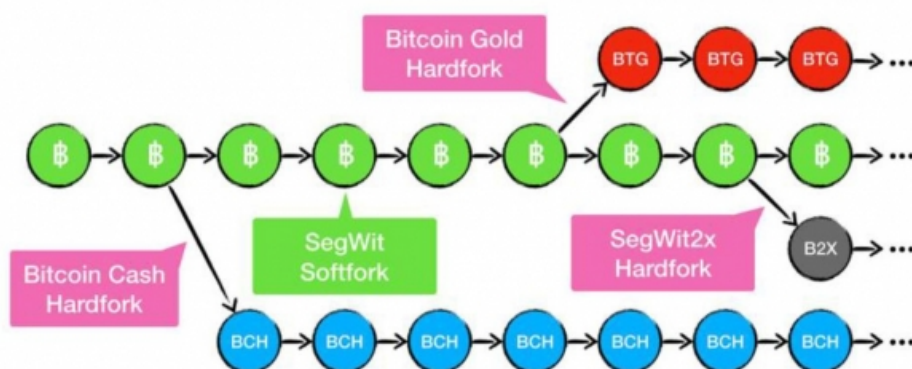 Bitcoin Gold
Hardfork
BTG BTG BTG ...
฿ ฿ ฿ ฿ ฿ ฿ ฿ ฿ ฿ ...
SegWit
Softfork
SegWit2x
Hardfork
B2X ...
Bitcoin Cash
Hardfork
BCH BCH BCH BCH BCH BCH BCH ...